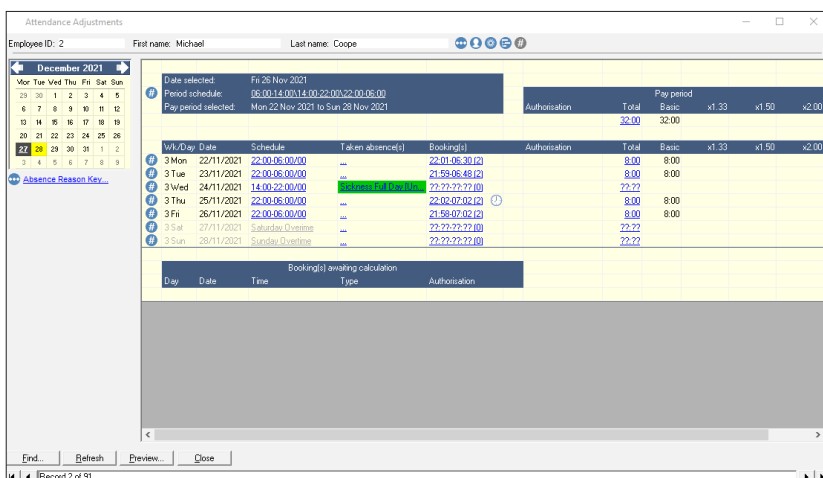 Attendance Adjustments
Employee ID: 2 First name: Michael Last name: Coope
December 2021
Mor Tue Wed Thu Fri Sat Sun
29 30 1 2 3 4 5
6 7 8 9 10 11 12
13 14 15 16 17 18 19
20 21 22 23 24 25 26
27 28 29 30 31 1 2
3 4 5 6 7 8 9
Absence Reason Key...
Date selected: Fri 26 Nov 2021
Period schedule: 06:00-14:00\14:00-22:00\22:00-06:00 Pay period
Pay period selected: Mon 22 Nov 2021 to Sun 28 Nov 2021 Authorisation Total Basic x1.33 x1.50 x2.00
32:00 32:00
Wk/Day Date Schedule Taken absence(s) Booking(s) Authorisation Total Basic x1.33 x1.50 x2.00
# 3 Mon 22/11/2021 22:00-06:00/00 ... 22:01-06:30 (2) 8:00 8:00
# 3 Tue 23/11/2021 22:00-06:00/00 ... 21:59-06:48 (2) 8:00 8:00
# 3 Wed 24/11/2021 14:00-22:00/00 Sickness Full Day (Un... ??:??-??:?? (0) ??:??
# 3 Thu 25/11/2021 22:00-06:00/00 ... 22:02-07:02 (2) 8:00 8:00
# 3 Fri 26/11/2021 22:00-06:00/00 ... 21:58-07:02 (2) 8:00 8:00
# 3 Sat 27/11/2021 Saturday Overime ... ??:??-??:?? (0) ??:??
# 3 Sun 28/11/2021 Sunday Overtime ... ??:??-??:?? (0) ??:??
Booking(s) awaiting calculation
Day Date Time Type Authorisation
Find... Refresh Preview... Close
Record 2 of 91